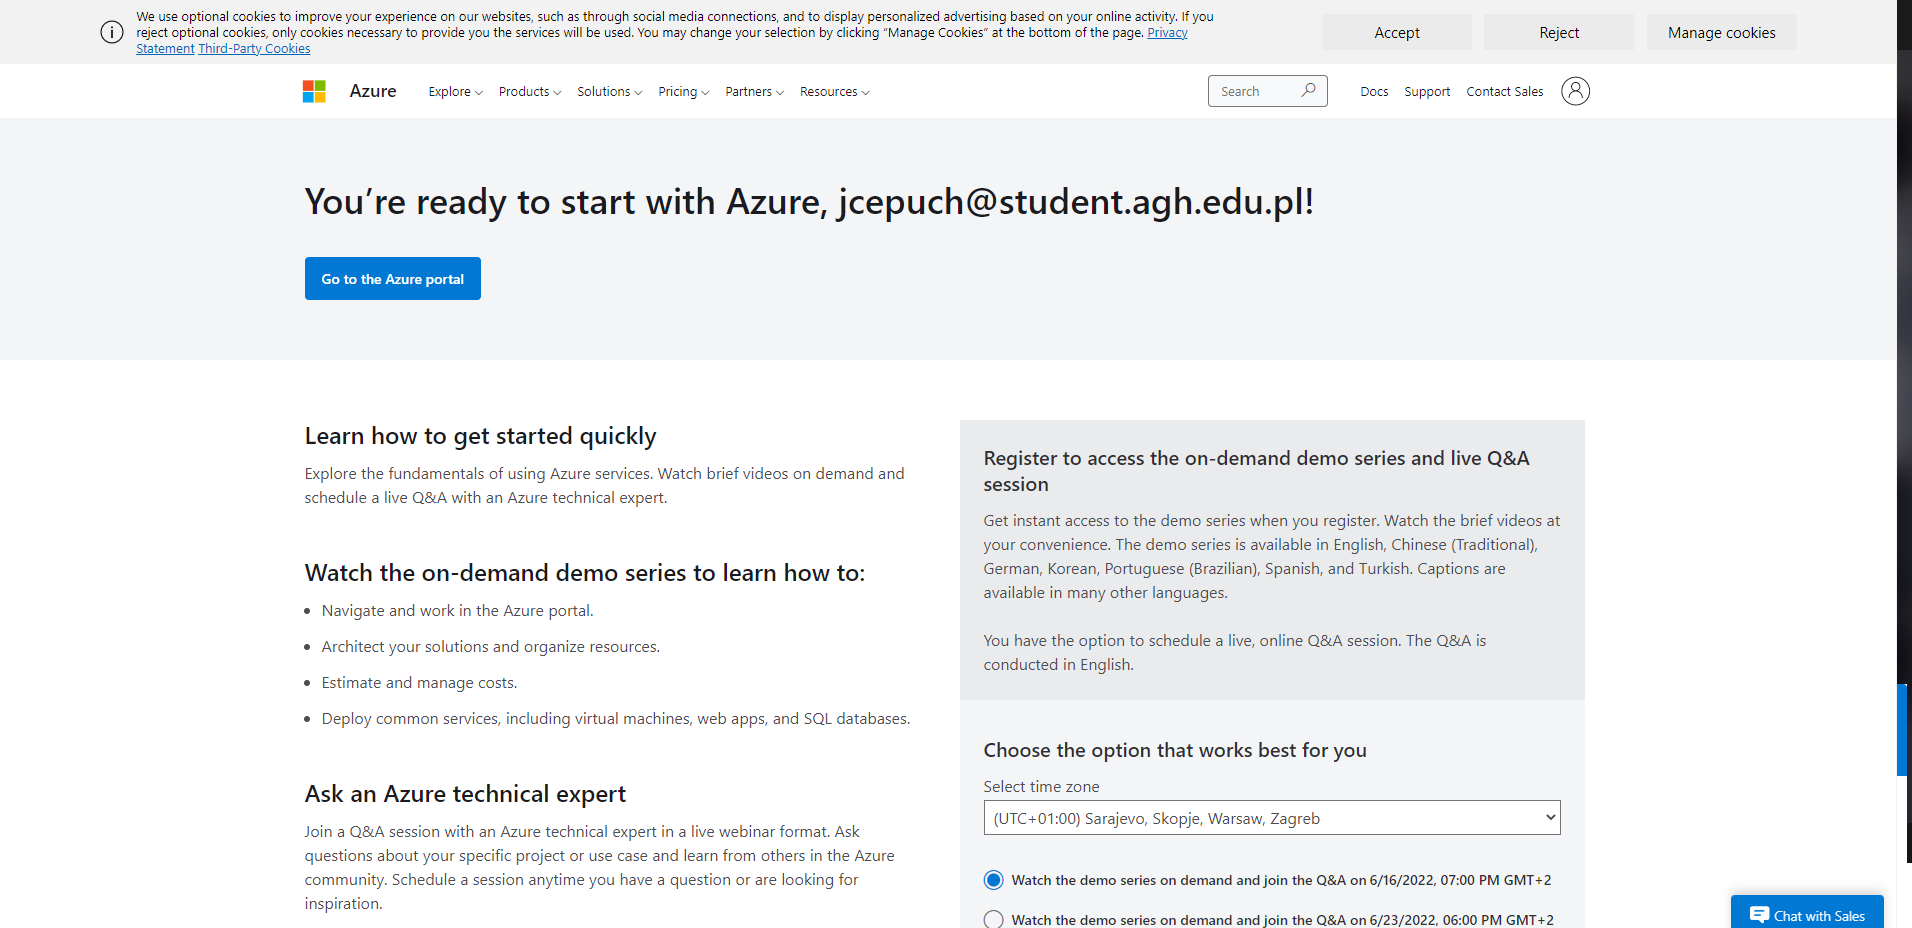 We use optional cookies to improve your experience on our websites, such as through social media connections, and to display personalized advertising based on your online activity. If you
reject optional cookies, only cookies necessary to provide you the services will be used. You may change your selection by clicking “Manage Cookies” at the bottom of the page. Privacy
Statement Third-Party Cookies
Accept
Reject
Manage cookies
Azure
Explore
Products
Solutions
Pricing
Partners
Resources
Search
Docs
Support
Contact Sales
You’re ready to start with Azure, jcepuch@student.agh.edu.pl!
Go to the Azure portal
Learn how to get started quickly
Explore the fundamentals of using Azure services. Watch brief videos on demand and
schedule a live Q&A with an Azure technical expert.
Watch the on-demand demo series to learn how to:
• Navigate and work in the Azure portal.
• Architect your solutions and organize resources.
• Estimate and manage costs.
• Deploy common services, including virtual machines, web apps, and SQL databases.
Ask an Azure technical expert
Join a Q&A session with an Azure technical expert in a live webinar format. Ask
questions about your specific project or use case and learn from others in the Azure
community. Schedule a session anytime you have a question or are looking for
inspiration.
Register to access the on-demand demo series and live Q&A
session
Get instant access to the demo series when you register. Watch the brief videos at
your convenience. The demo series is available in English, Chinese (Traditional),
German, Korean, Portuguese (Brazilian), Spanish, and Turkish. Captions are
available in many other languages.
You have the option to schedule a live, online Q&A session. The Q&A is
conducted in English.
Choose the option that works best for you
Select time zone
(UTC+01:00) Sarajevo, Skopje, Warsaw, Zagreb
Watch the demo series on demand and join the Q&A on 6/16/2022, 07:00 PM GMT+2
Watch the demo series on demand and join the Q&A on 6/23/2022, 06:00 PM GMT+2
Chat with Sales